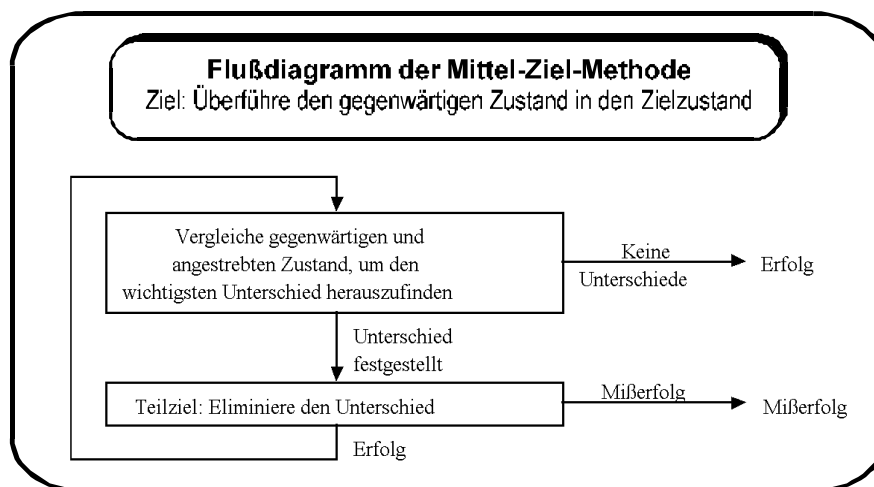 Flußdiagramm der Mittel-Ziel-Methode
Ziel: Überführe den gegenwärtigen Zustand in den Zielzustand
Vergleiche gegenwärtigen und
angestrebten Zustand, um den
wichtigsten Unterschied herauszufinden
Keine
Unterschiede
Erfolg
Unterschied
festgestellt
Teilziel: Eliminiere den Unterschied
Mißerfolg
Mißerfolg
Erfolg